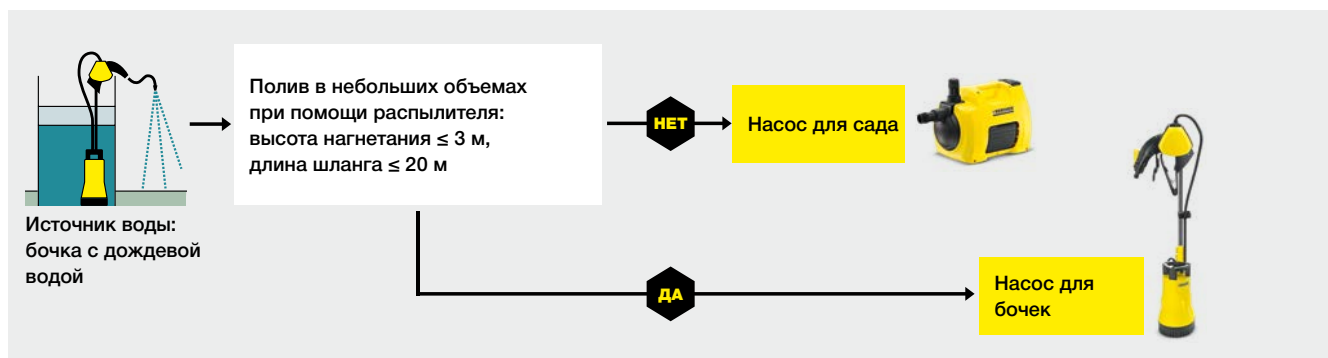 Источник воды:
бочка с дождевой
водой
Полив в небольших объемах
при помощи распылителя:
высота нагнетания ≤ 3 м,
длина шланга ≤ 20 м
НЕТ
Насос для сада
ДА
Насос для
бочек